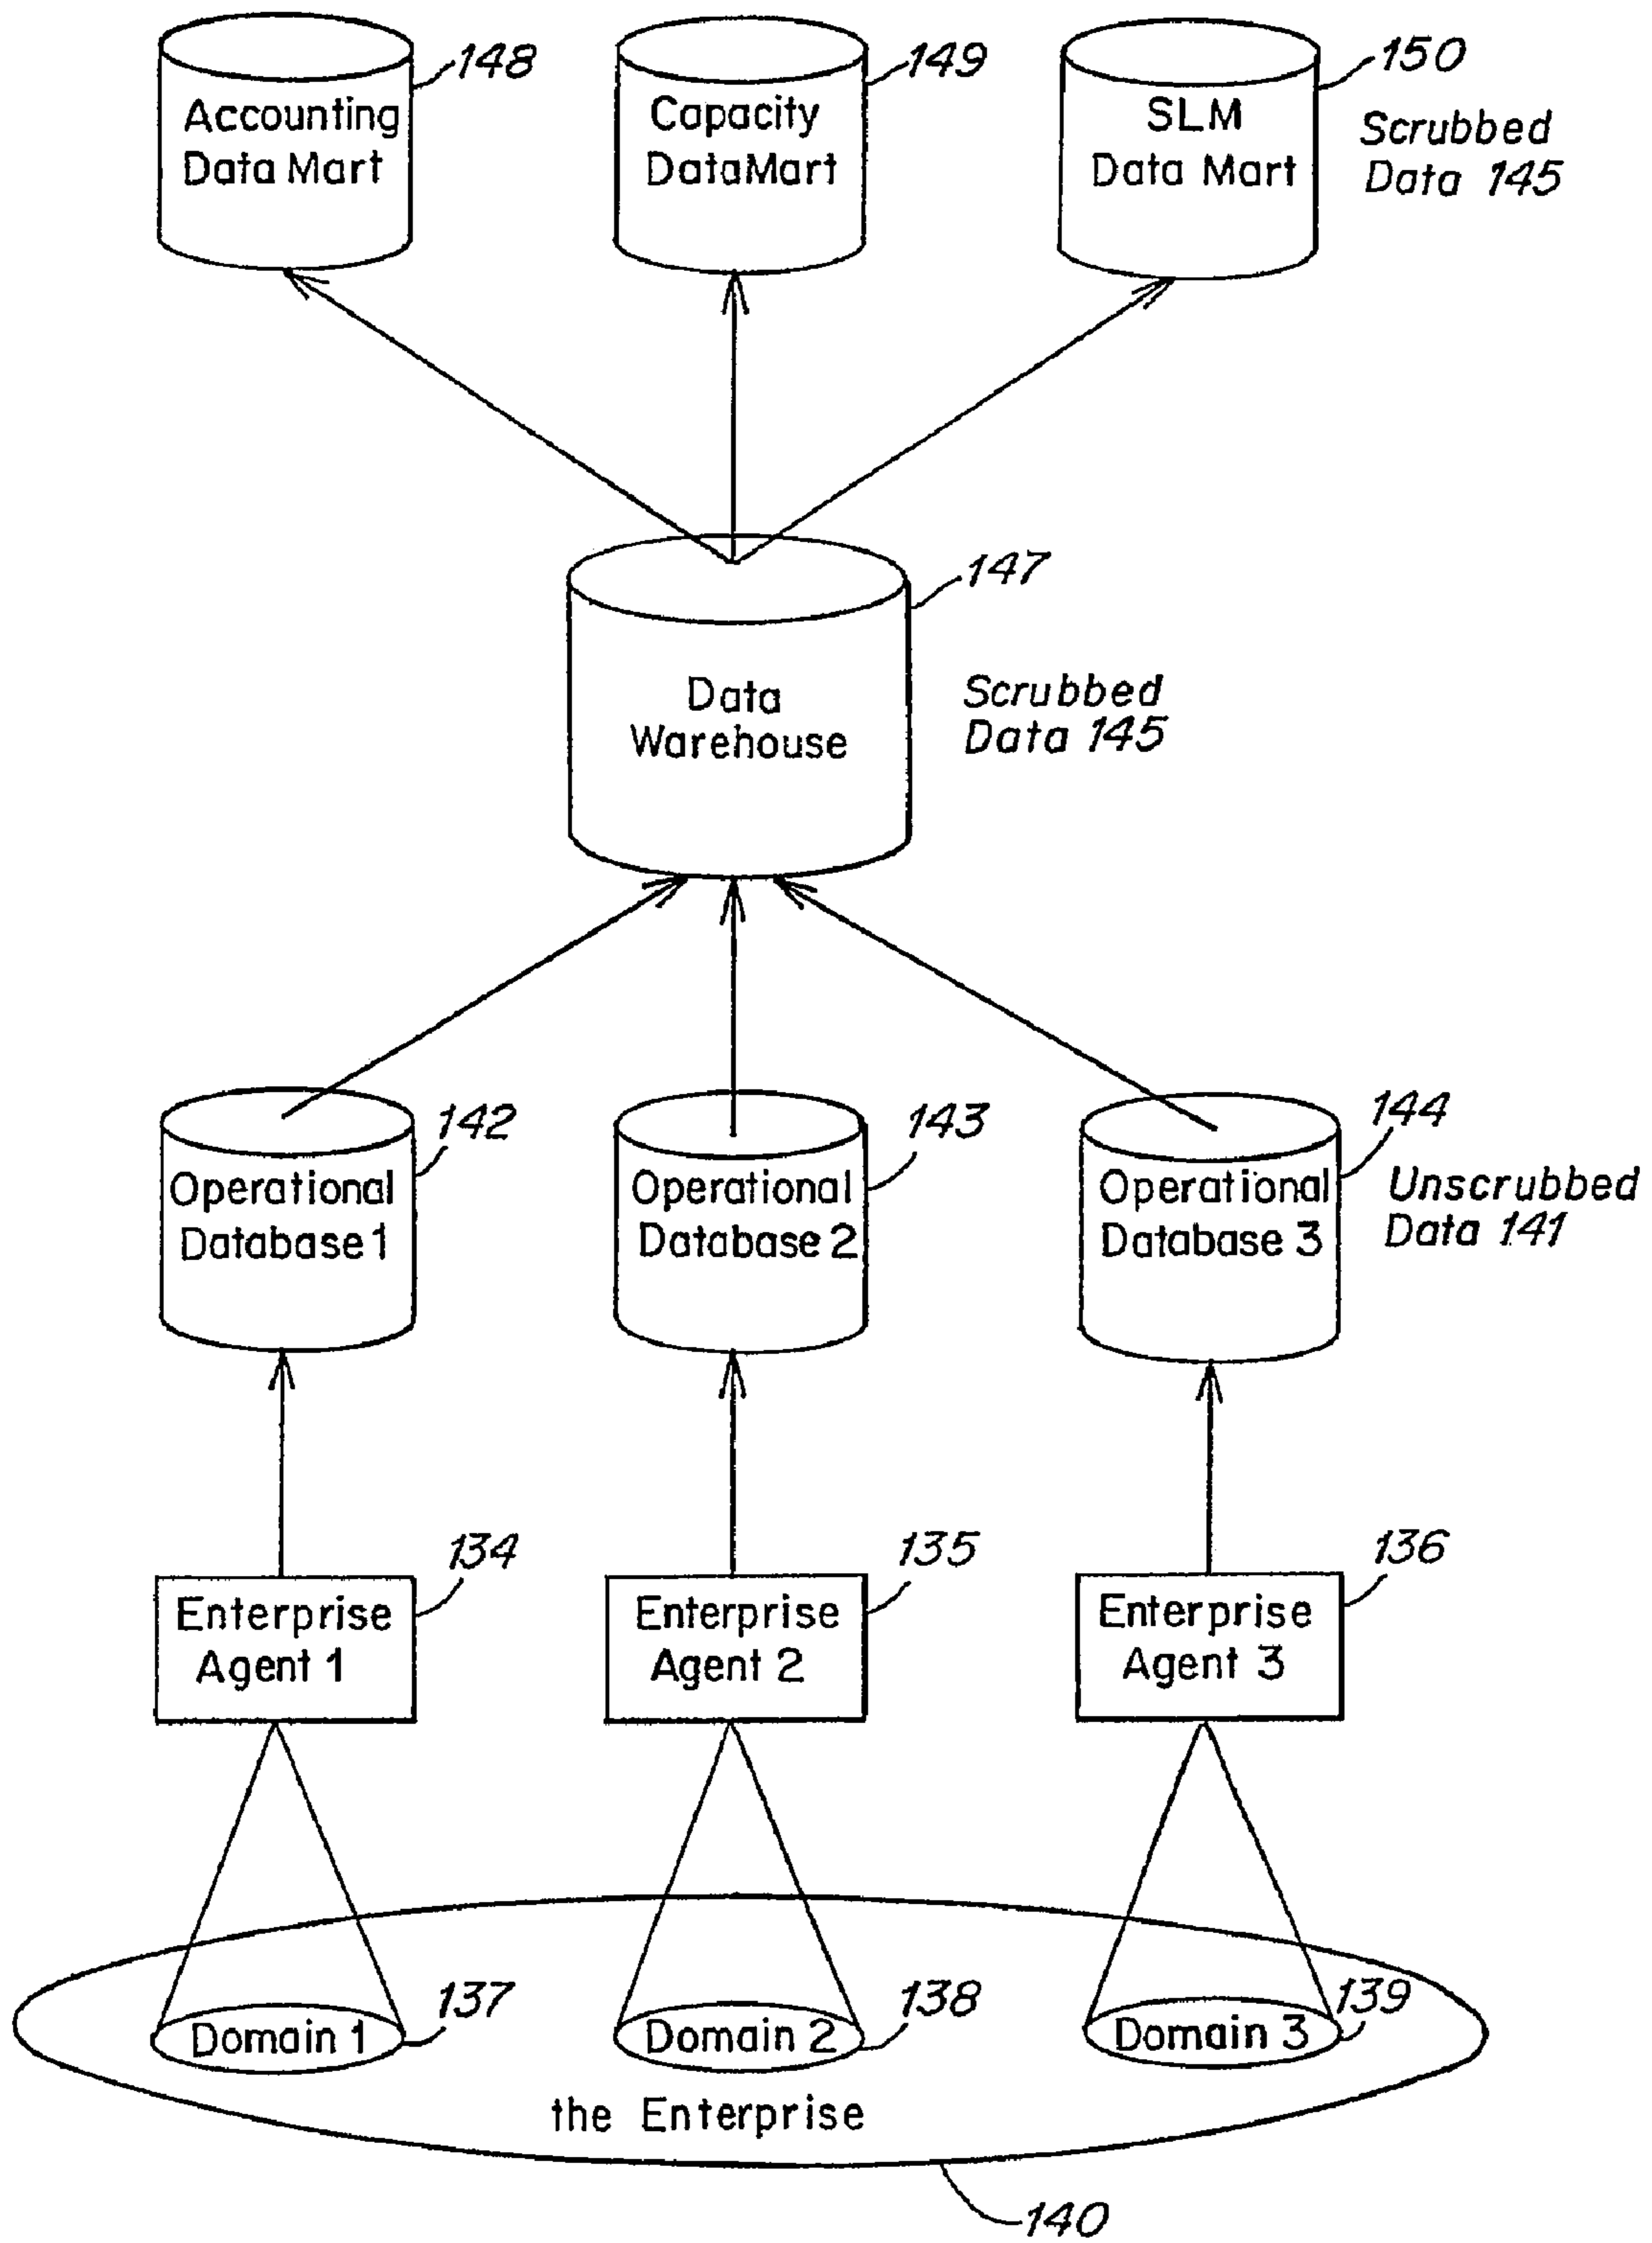 148
149
150
Accounting
Data Mart
Capacity
DataMart
SLM
Data Mart
Scrubbed
Data 145
147
Data
Warehouse
Scrubbed
Data 145
142
143
144
Operational
Database 1
Operational
Database 2
Operational
Database 3
Unscrubbed
Data 141
134
135
136
Enterprise
Agent 1
Enterprise
Agent 2
Enterprise
Agent 3
137
138
139
Domain 1
Domain 2
Domain 3
the Enterprise
140